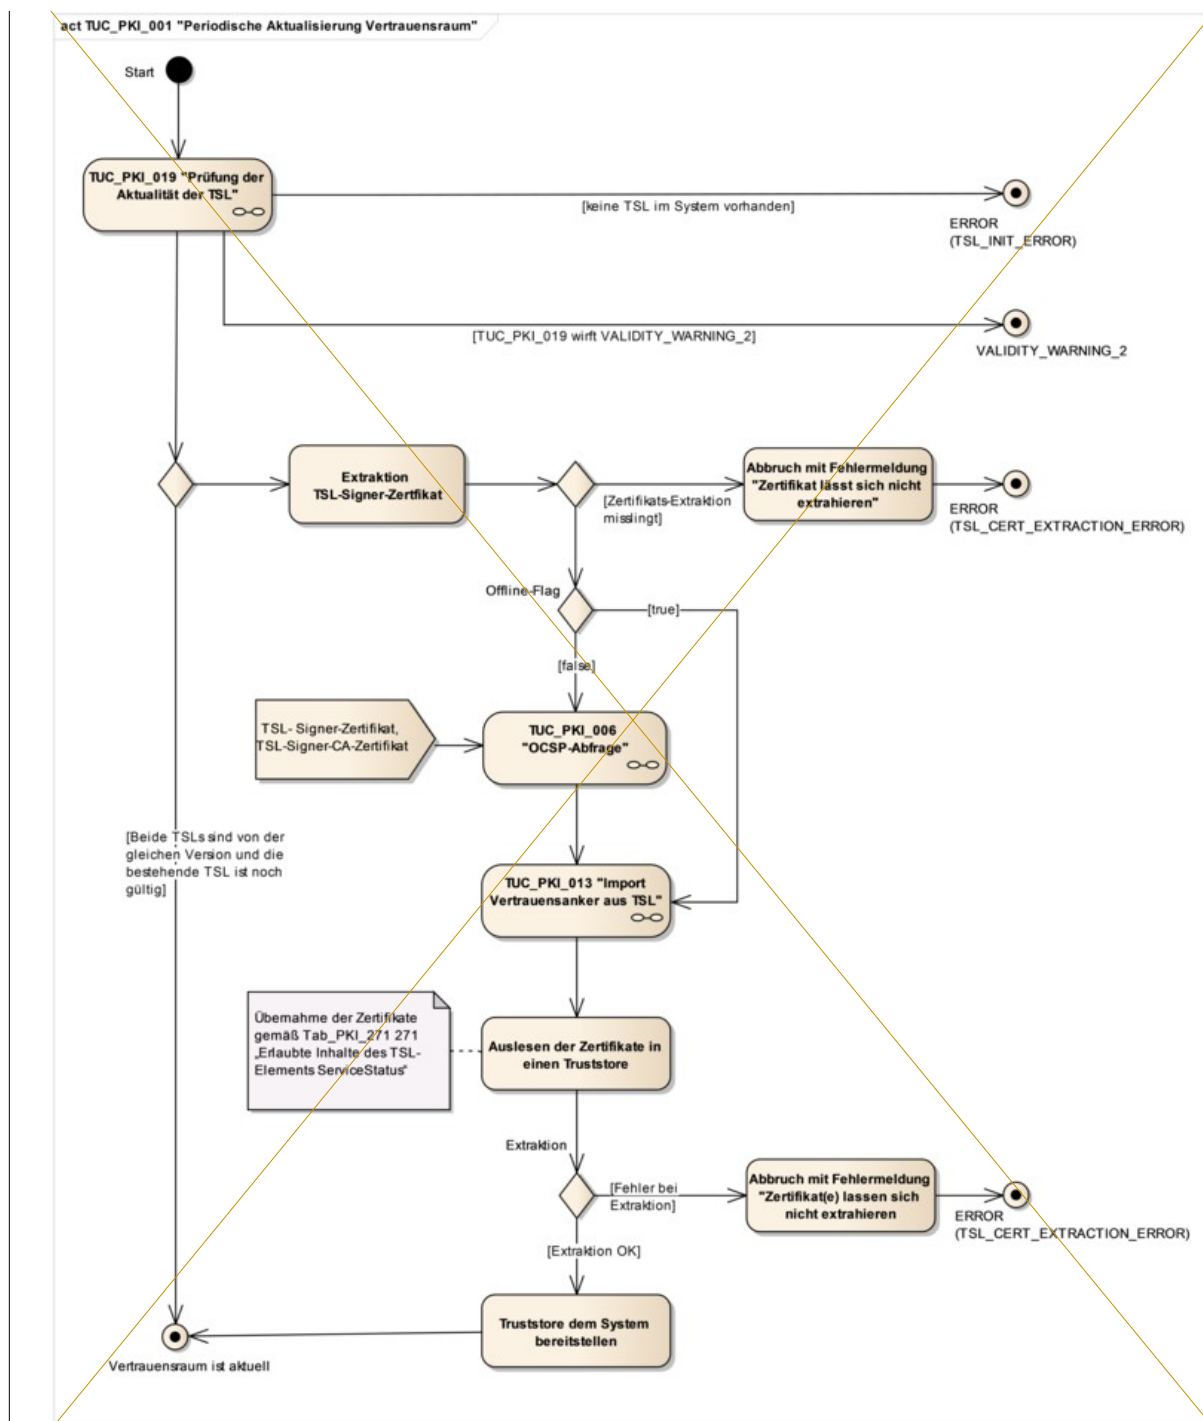 act TUC_PKI_001 "Periodische Aktualisierung Vertrauensraum"
Start
TUC_PKI_019 "Prüfung der
Aktualität der TSL"
[keine TSL im System vorhanden]
ERROR
(TSL_INIT_ERROR)
[TUC_PKI_019 wirft VALIDITY_WARNING_2]
VALIDITY_WARNING_2
Extraktion
TSL-Signer-Zertfikat
[Zertifikats-Extraktion
misslingt]
Abbruch mit Fehlermeldung
"Zertifikat lässt sich nicht
extrahieren"
ERROR
(TSL_CERT_EXTRACTION_ERROR)
Offline-Flag
[true]
[false]
TSL- Signer-Zertifikat,
TSL-Signer-CA-Zertifikat
TUC_PKI_006
"OCSP-Abfrage"
[Beide TSLs sind von der
gleichen Version und die
bestehende TSL ist noch
gültig]
TUC_PKI_013 "Import
Vertrauensanker aus TSL"
Übernahme der Zertifikate
gemäß Tab_PKI_271 271
„Erlaubte Inhalte des TSL-
Elements ServiceStatus“
Auslesen der Zertifikate in
einen Truststore
Extraktion
[Fehler bei
Extraktion]
Abbruch mit Fehlermeldung
"Zertifikat(e) lassen sich
nicht extrahieren
ERROR
(TSL_CERT_EXTRACTION_ERROR)
[Extraktion OK]
Truststore dem System
bereitstellen
Vertrauensraum ist aktuell